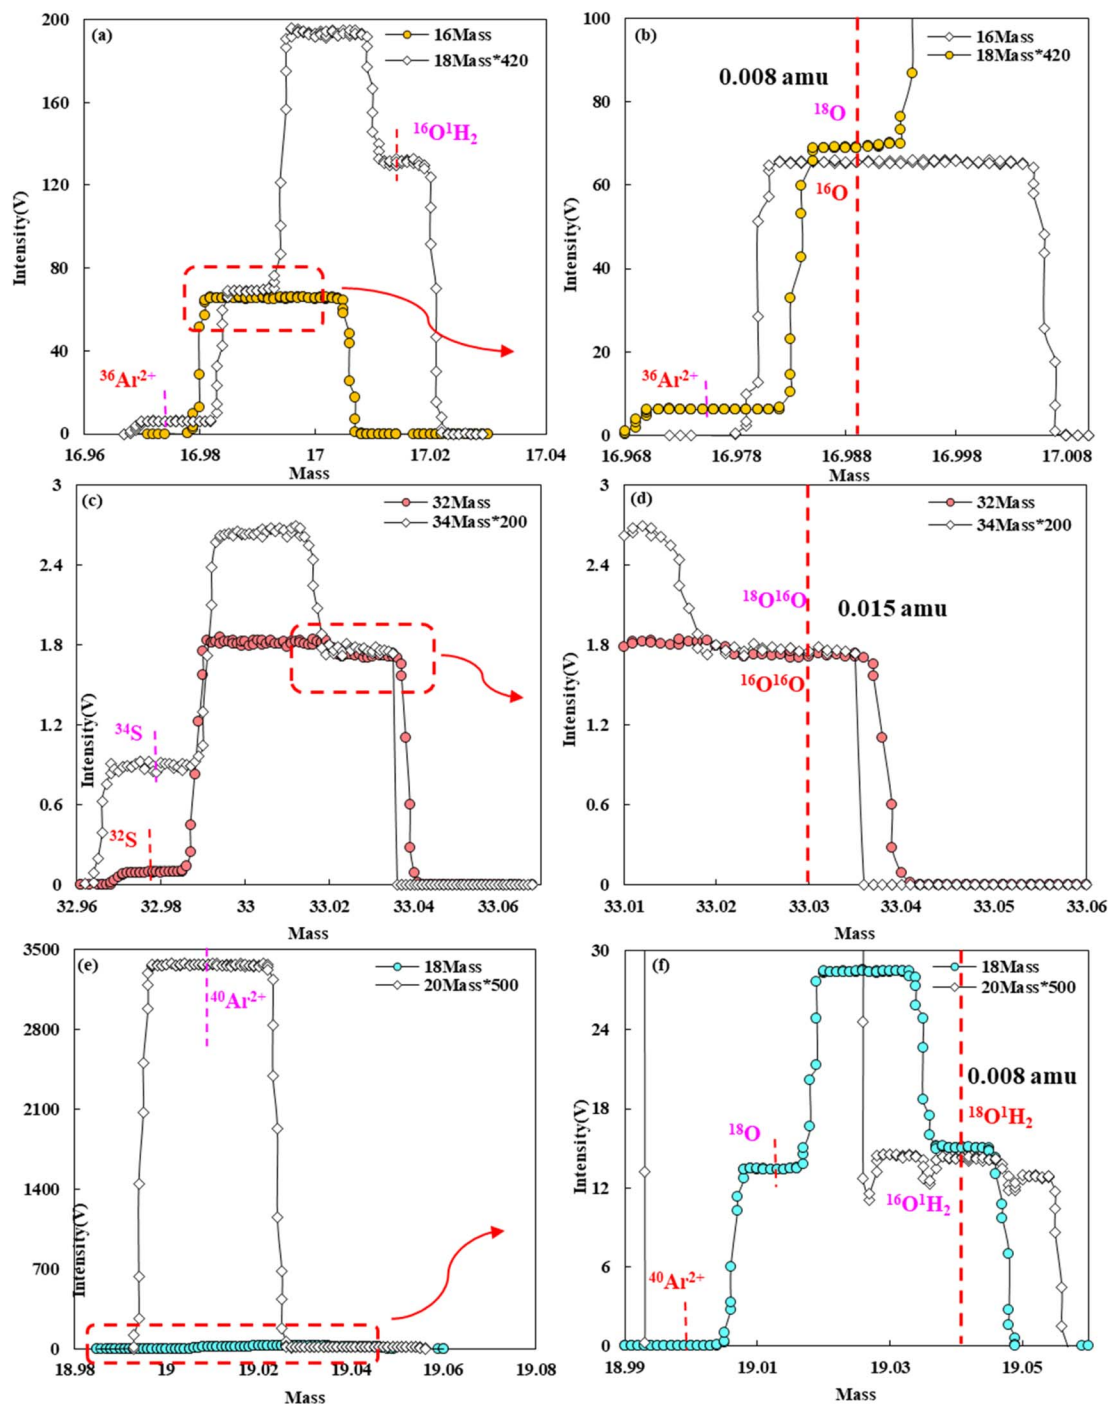 (a)
16Mass
18Mass*420
¹⁶O¹H₂
³⁶Ar²⁺
Intensity(V)
200
160
120
80
40
0
16.96
16.98
17
17.02
17.04
Mass
(b)
16Mass
18Mass*420
0.008 amu
¹⁸O
¹⁶O
³⁶Ar²⁺
Intensity(V)
100
80
60
40
20
0
16.968
16.978
16.988
16.998
17.008
Mass
(c)
32Mass
34Mass*200
³⁴S
³²S
Intensity(V)
3
2.4
1.8
1.2
0.6
0
32.96
32.98
33
33.02
33.04
33.06
Mass
(d)
32Mass
34Mass*200
¹⁸O¹⁶O
0.015 amu
¹⁶O¹⁶O
Intensity(V)
3
2.4
1.8
1.2
0.6
0
33.01
33.02
33.03
33.04
33.05
33.06
Mass
(e)
18Mass
20Mass*500
⁴⁰Ar²⁺
Intensity(V)
3500
2800
2100
1400
700
0
18.98
19
19.02
19.04
19.06
19.08
Mass
(f)
18Mass
20Mass*500
0.008 amu
¹⁸O¹H₂
¹⁸O
¹⁶O¹H₂
⁴⁰Ar²⁺
Intensity(V)
30
24
18
12
6
0
18.99
19.01
19.03
19.05
Mass